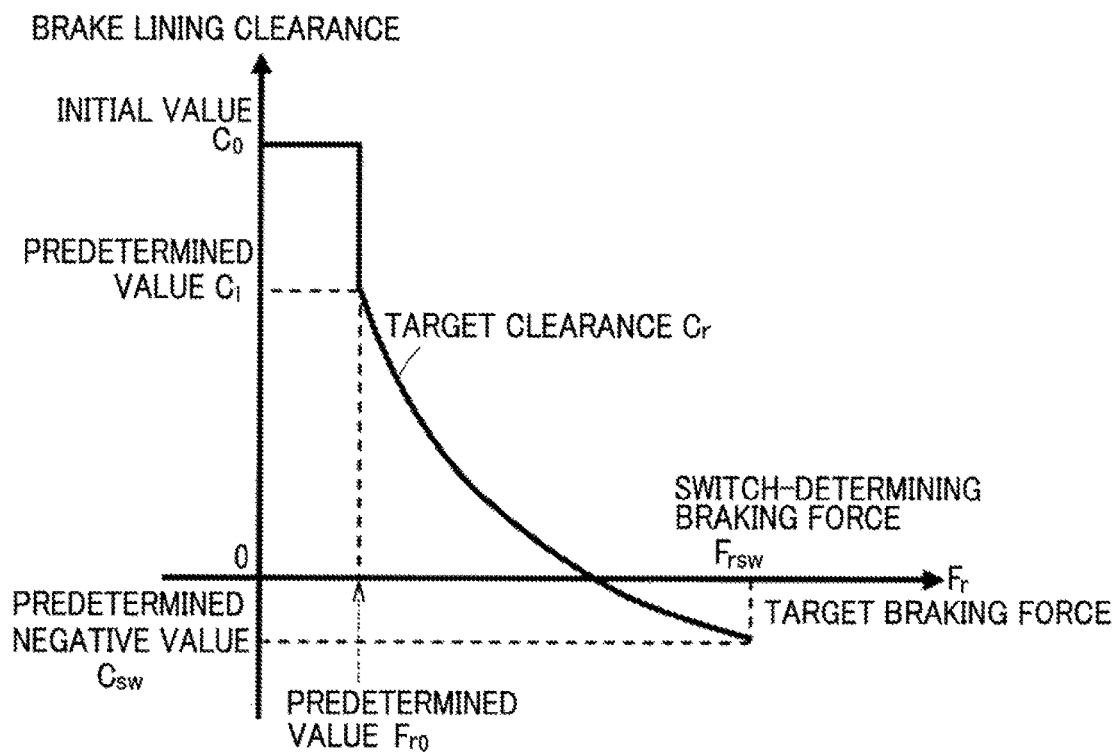 BRAKE LINING CLEARANCE
INITIAL VALUE
C0
PREDETERMINED
VALUE C1
TARGET CLEARANCE Cr
SWITCH-DETERMINING
BRAKING FORCE
Frsw
0
Fr
PREDETERMINED
NEGATIVE VALUE
Csw
TARGET BRAKING FORCE
PREDETERMINED
VALUE Fr0